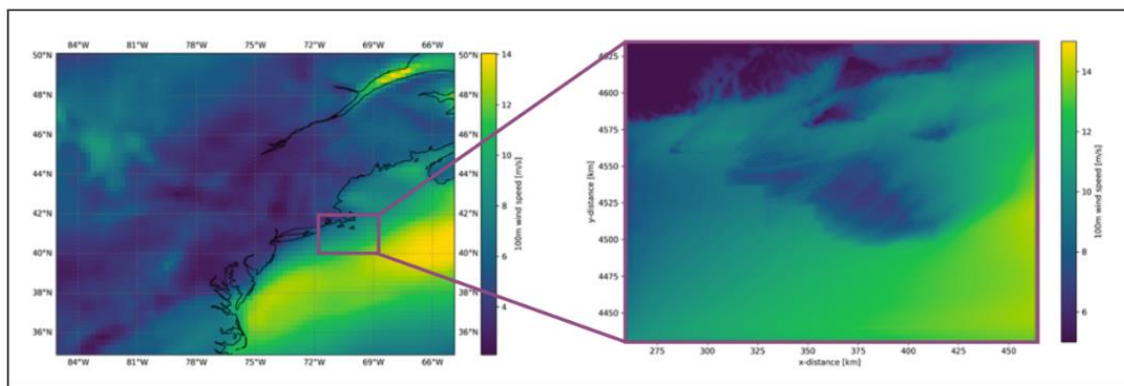 84°W 81°W 78°W 75°W 72°W 69°W 66°W
50°N 50°N
48°N 48°N
46°N 46°N
44°N 44°N
42°N 42°N
40°N 40°N
38°N 38°N
36°N 36°N
84°W 81°W 78°W 75°W 72°W 69°W 66°W
14
12
10
8
6
4
100m wind speed [m/s]
4625
4600
4575
4550
4525
4500
4475
4450
y-distance [km]
275 300 325 350 375 400 425 450
x-distance [km]
14
12
10
8
6
100m wind speed [m/s]